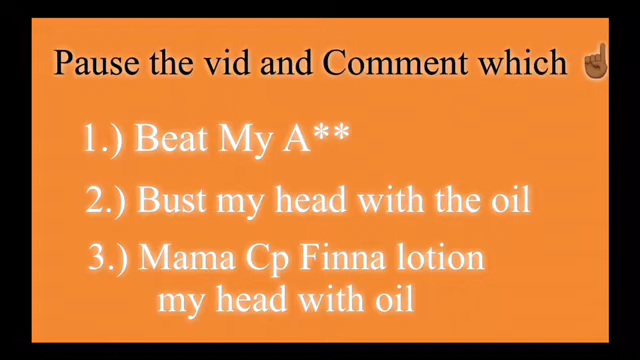 Pause the vid and Comment which ☝🏾
1.) Beat My A**
2.) Bust my head with the oil
3.) Mama Cp Finna lotion
my head with oil